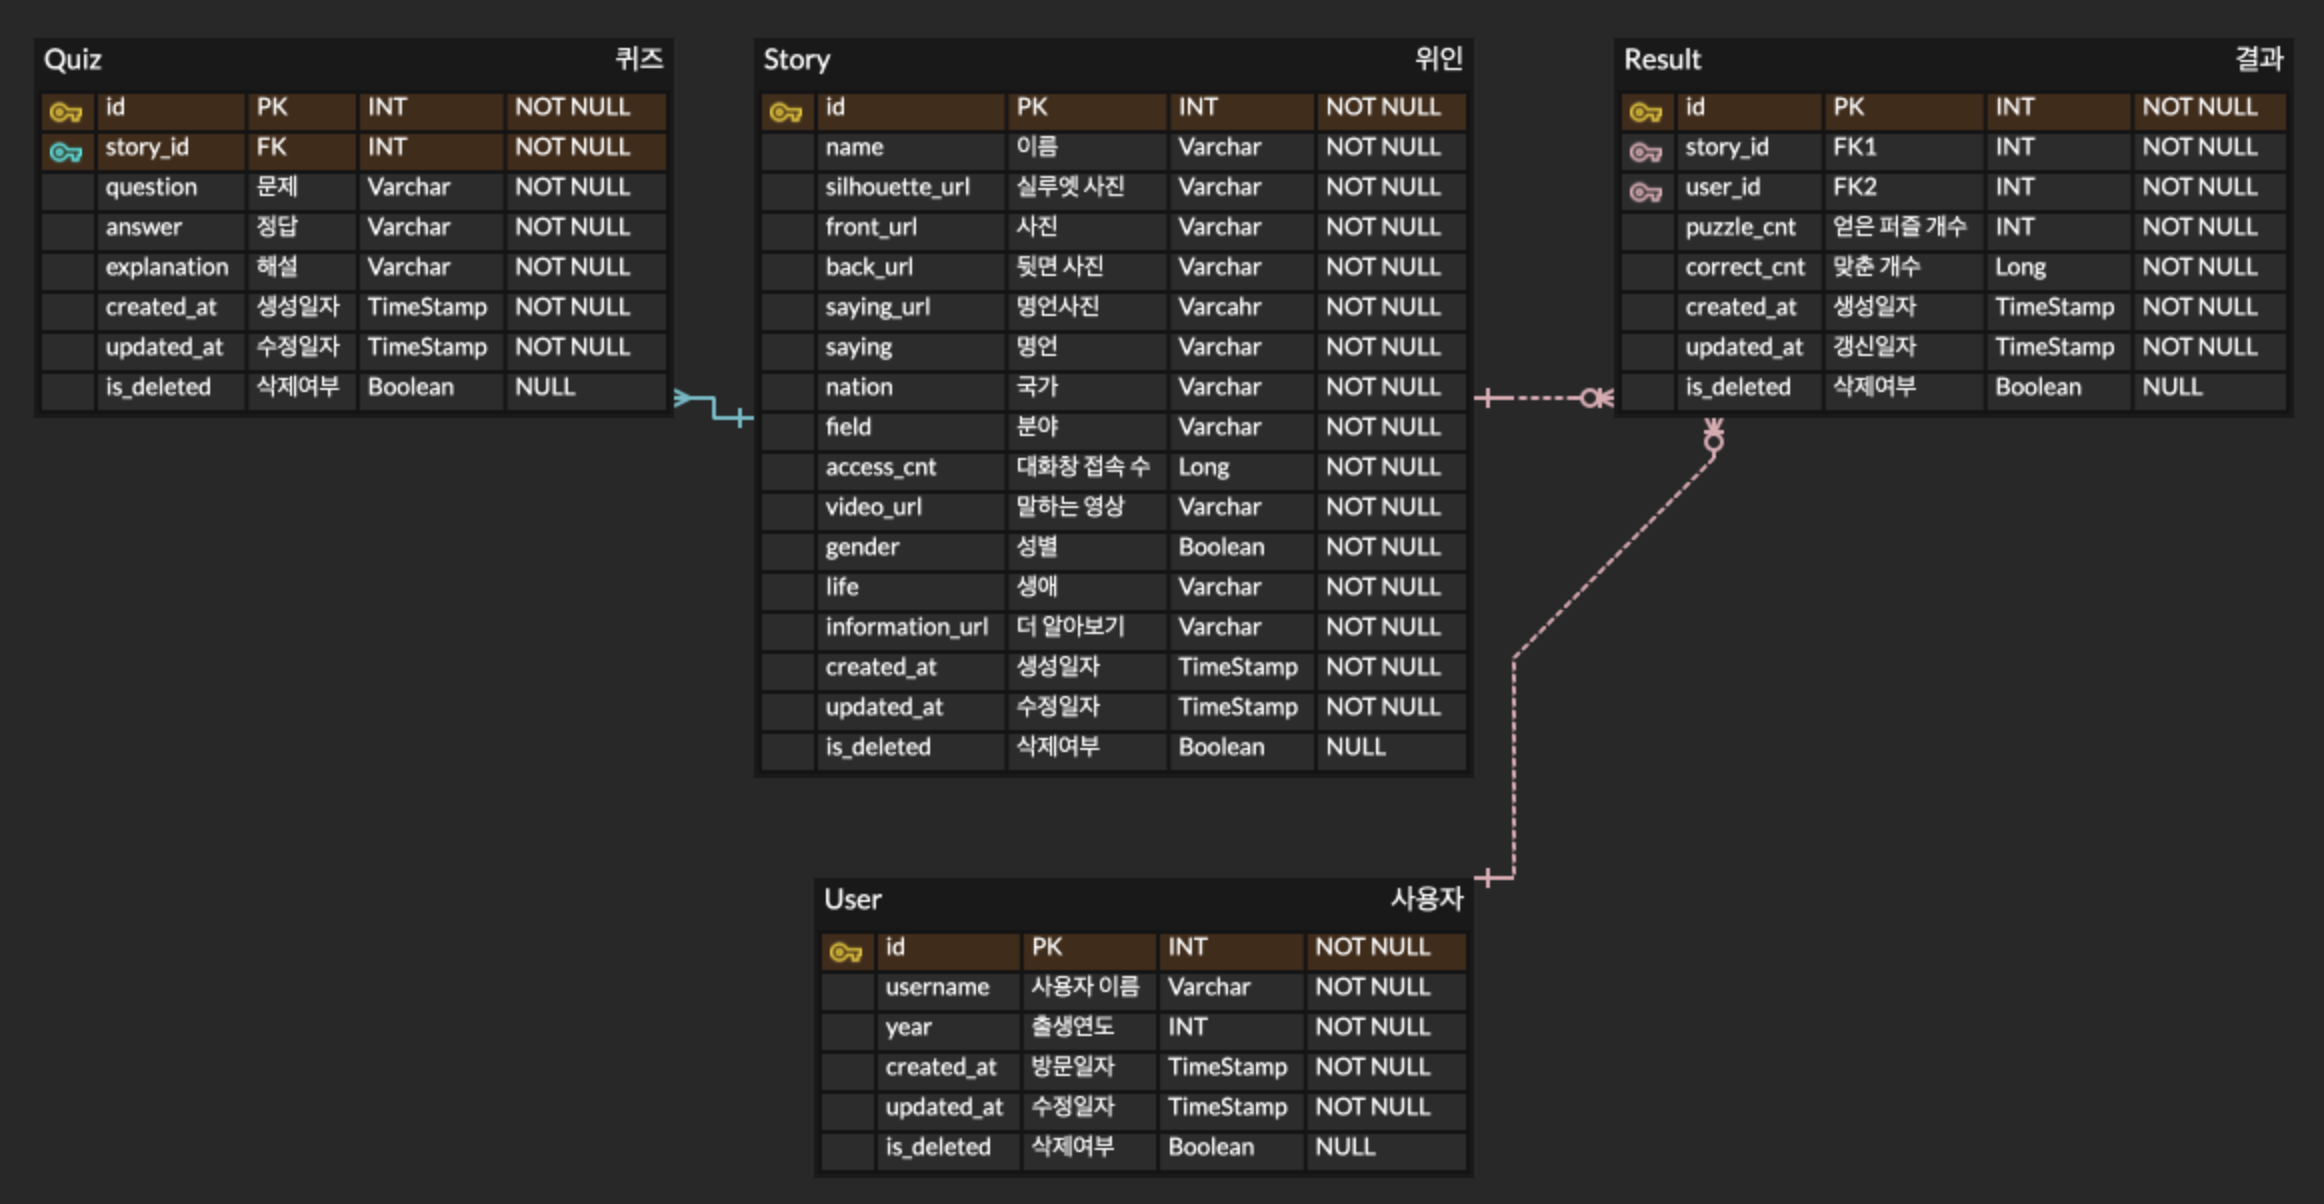 Quiz 퀴즈
id PK INT NOT NULL
story_id FK INT NOT NULL
question 문제 Varchar NOT NULL
answer 정답 Varchar NOT NULL
explanation 해설 Varchar NOT NULL
created_at 생성일자 TimeStamp NOT NULL
updated_at 수정일자 TimeStamp NOT NULL
is_deleted 삭제여부 Boolean NULL
Story 위인
id PK INT NOT NULL
name 이름 Varchar NOT NULL
silhouette_url 실루엣 사진 Varchar NOT NULL
front_url 사진 Varchar NOT NULL
back_url 뒷면 사진 Varchar NOT NULL
saying_url 명언사진 Varcahr NOT NULL
saying 명언 Varchar NOT NULL
nation 국가 Varchar NOT NULL
field 분야 Varchar NOT NULL
access_cnt 대화창 접속 수 Long NOT NULL
video_url 말하는 영상 Varchar NOT NULL
gender 성별 Boolean NOT NULL
life 생애 Varchar NOT NULL
information_url 더 알아보기 Varchar NOT NULL
created_at 생성일자 TimeStamp NOT NULL
updated_at 수정일자 TimeStamp NOT NULL
is_deleted 삭제여부 Boolean NULL
Result 결과
id PK INT NOT NULL
story_id FK1 INT NOT NULL
user_id FK2 INT NOT NULL
puzzle_cnt 얻은 퍼즐 개수 INT NOT NULL
correct_cnt 맞춘 개수 Long NOT NULL
created_at 생성일자 TimeStamp NOT NULL
updated_at 갱신일자 TimeStamp NOT NULL
is_deleted 삭제여부 Boolean NULL
User 사용자
id PK INT NOT NULL
username 사용자 이름 Varchar NOT NULL
year 출생연도 INT NOT NULL
created_at 방문일자 TimeStamp NOT NULL
updated_at 수정일자 TimeStamp NOT NULL
is_deleted 삭제여부 Boolean NULL